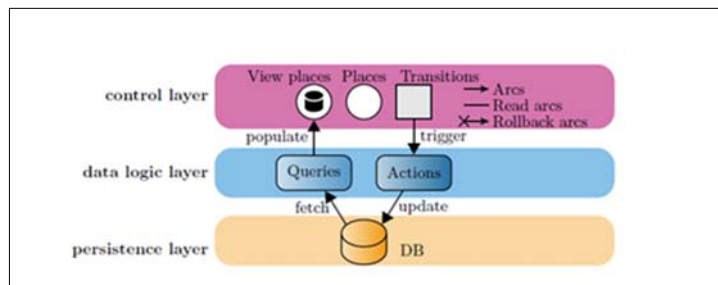 View places Places Transitions
control layer
Arcs
Read arcs
Rollback arcs
populate
trigger
data logic layer
Queries
Actions
fetch
update
persistence layer
DB